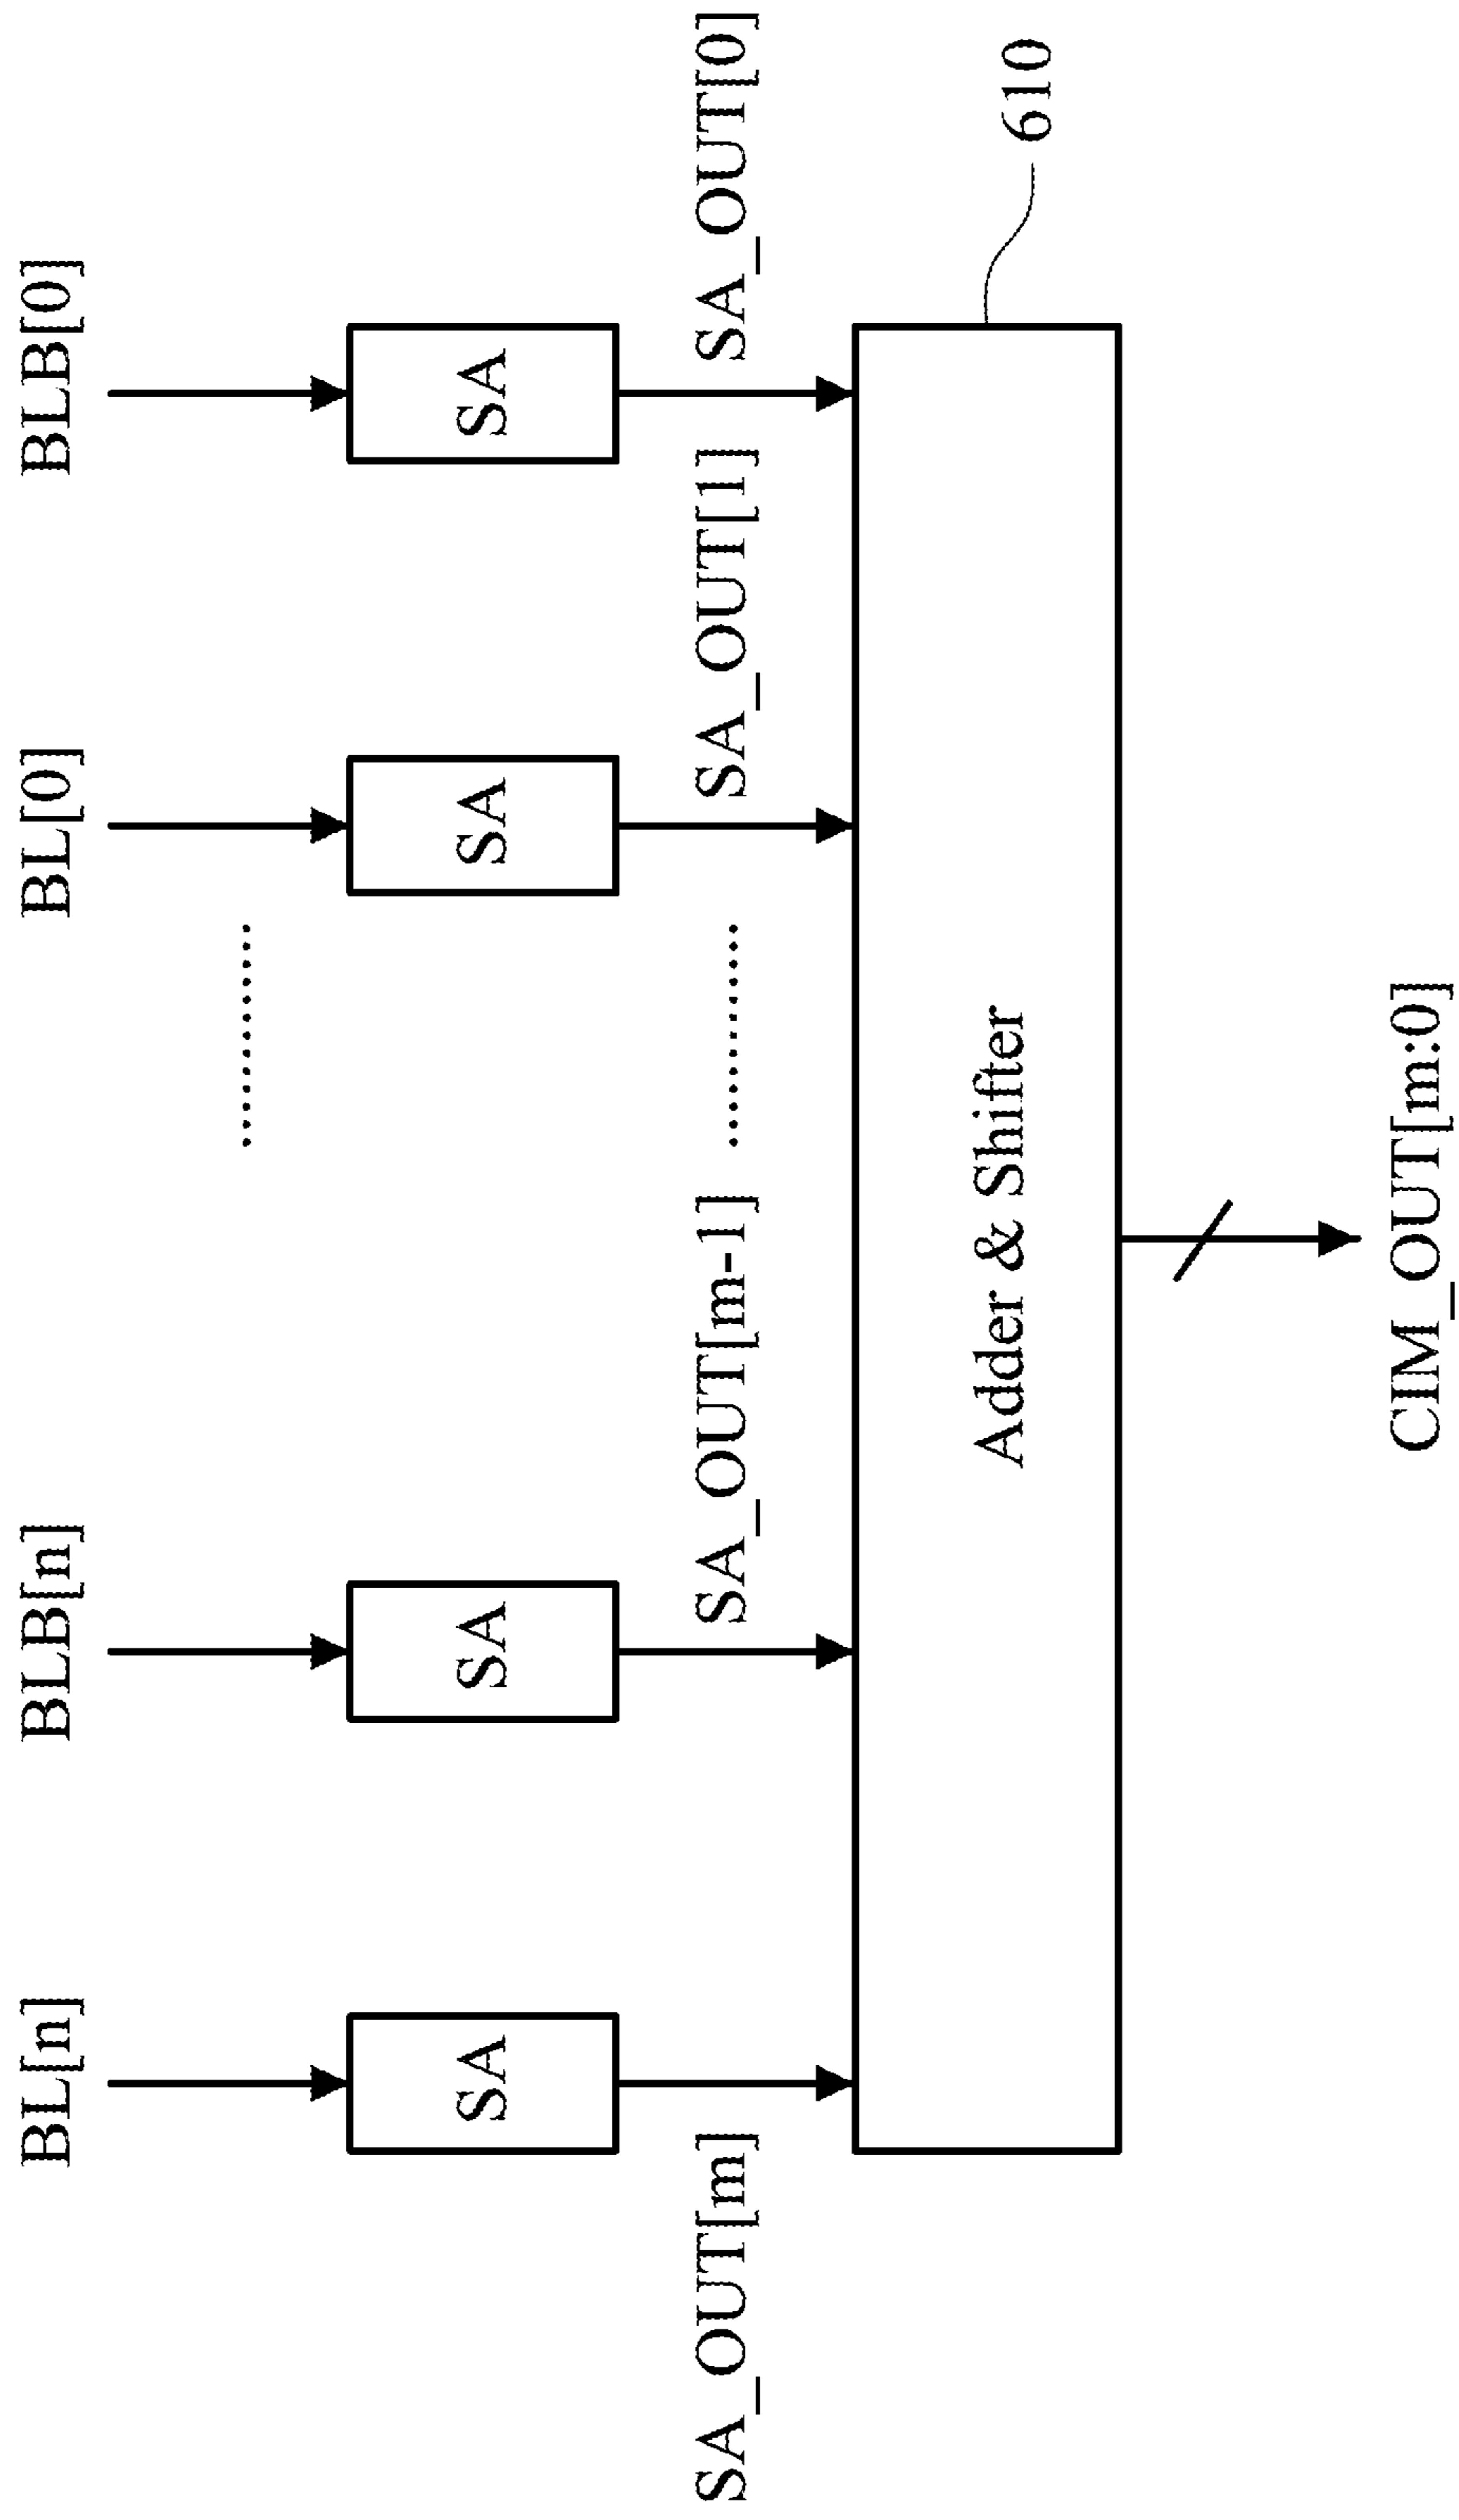 BL[n]
BLB[n]
BL[0]
BLB[0]
SA
SA
SA
SA
SA_OUT[m]
SA_OUT[m-1]
SA_OUT[1]
SA_OUT[0]
Adder & Shifter
610
CIM_OUT[m:0]